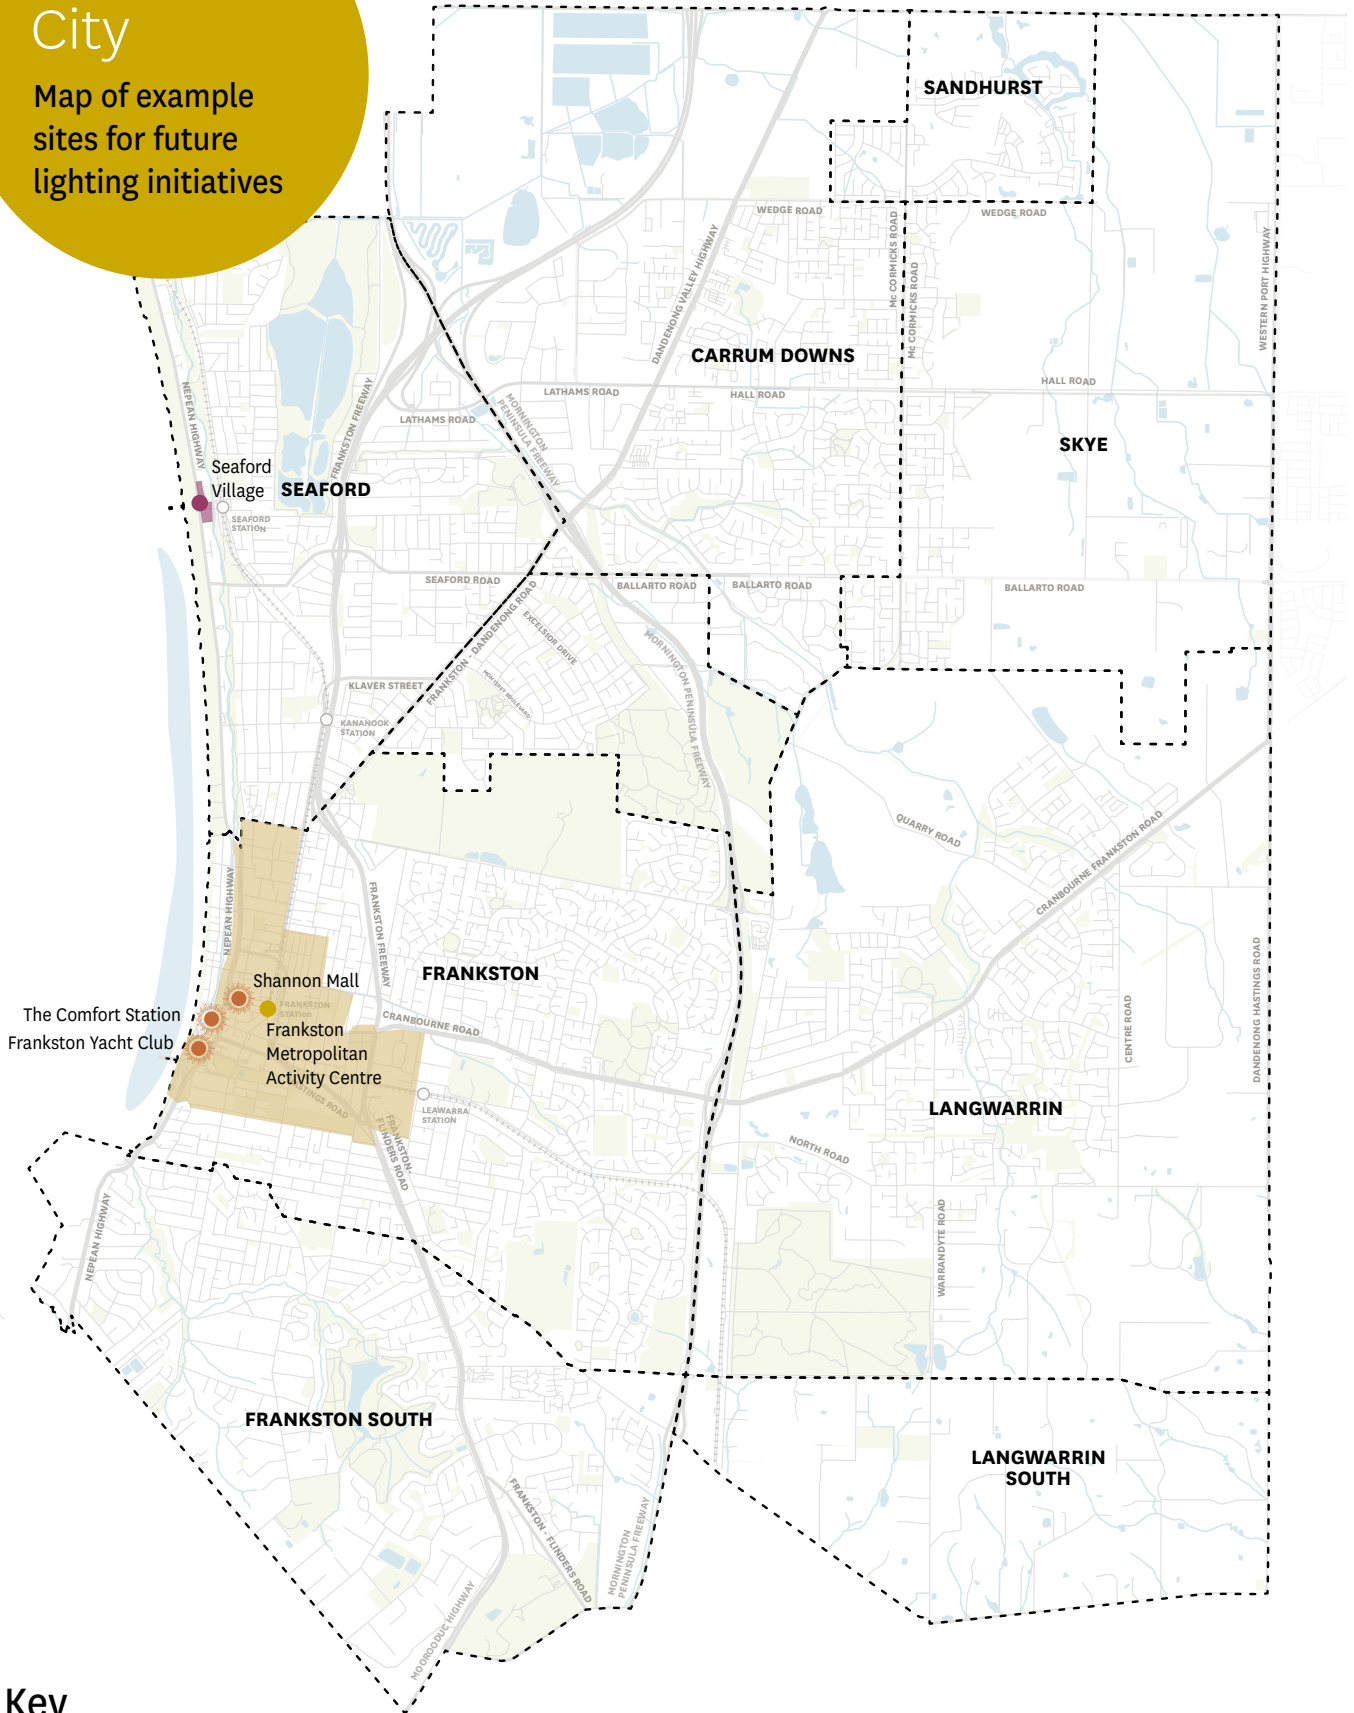 City
Map of example
sites for future
lighting initiatives
SANDHURST
WEDGE ROAD
WEDGE ROAD
Mc CORMICKS ROAD
Mc CORMICKS ROAD
WESTERN PORT HIGHWAY
DANDENONG VALLEY HIGHWAY
CARRUM DOWNS
NEPEAN HIGHWAY
FRANKSTON FREEWAY
LATHAMS ROAD
LATHAMS ROAD
HALL ROAD
HALL ROAD
MORNINGTON
PENINSULA FREEWAY
SKYE
Seaford
Village
SEAFORD
SEAFORD
STATION
SEAFORD ROAD
BALLARTO ROAD
BALLARTO ROAD
BALLARTO ROAD
FRANKSTON - DANDENONG ROAD
EXCELSIOR DRIVE
MONTEREY BOULEVARD
MORNINGTON PENINSULA FREEWAY
KLAVER STREET
KANANOOK
STATION
QUARRY ROAD
CRANBOURNE FRANKSTON ROAD
NEPEAN HIGHWAY
FRANKSTON FREEWAY
FRANKSTON
Shannon Mall
FRANKSTON
STATION
The Comfort Station
Frankston Yacht Club
Frankston
Metropolitan
Activity Centre
CRANBOURNE ROAD
CENTRE ROAD
DANDENONG HASTINGS ROAD
HASTINGS ROAD
LEAWARRA
STATION
FRANKSTON-
FLINDERS ROAD
LANGWARRIN
NORTH ROAD
NEPEAN HIGHWAY
WARRANDYTE ROAD
FRANKSTON SOUTH
LANGWARRIN
SOUTH
FRANKSTON - FLINDERS ROAD
MORNINGTON
PENINSULA FREEWAY
MOOROODUC HIGHWAY
Key